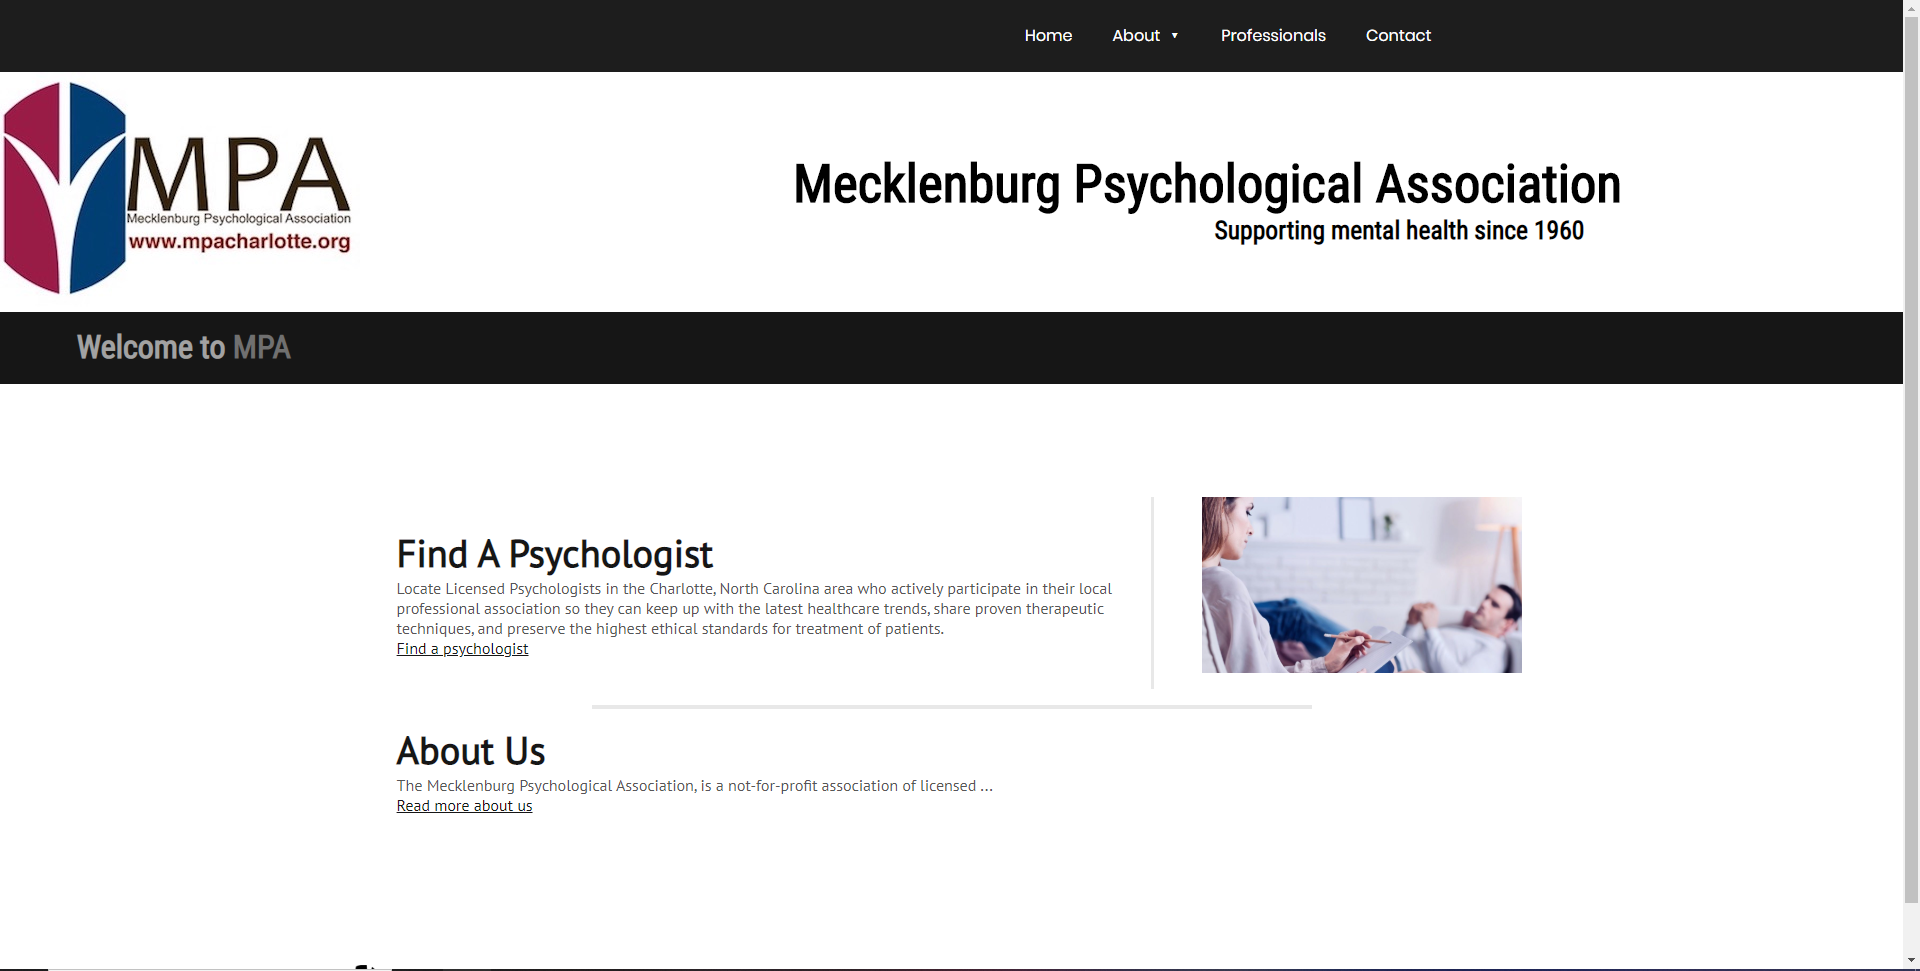 Home About ▼ Professionals Contact
MPA
Mecklenburg Psychological Association
www.mpacharlotte.org
Mecklenburg Psychological Association
Supporting mental health since 1960
Welcome to MPA
Find A Psychologist
Locate Licensed Psychologists in the Charlotte, North Carolina area who actively participate in their local
professional association so they can keep up with the latest healthcare trends, share proven therapeutic
techniques, and preserve the highest ethical standards for treatment of patients.
Find a psychologist
About Us
The Mecklenburg Psychological Association, is a not-for-profit association of licensed ...
Read more about us